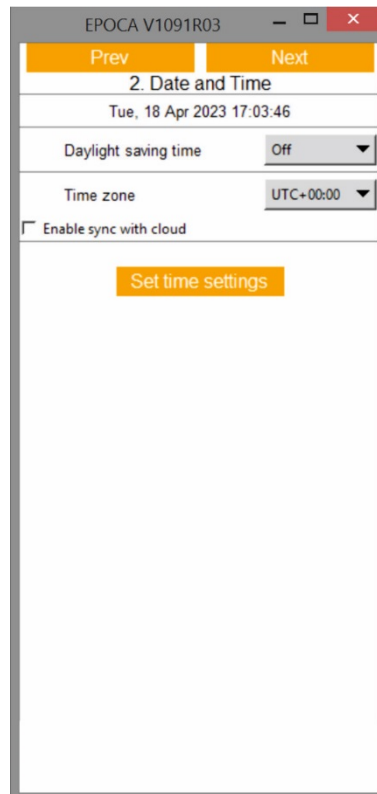 EPOCA V1091R03
Prev Next
2. Date and Time
Tue, 18 Apr 2023 17:03:46
Daylight saving time Off
Time zone UTC+00:00
Enable sync with cloud
Set time settings